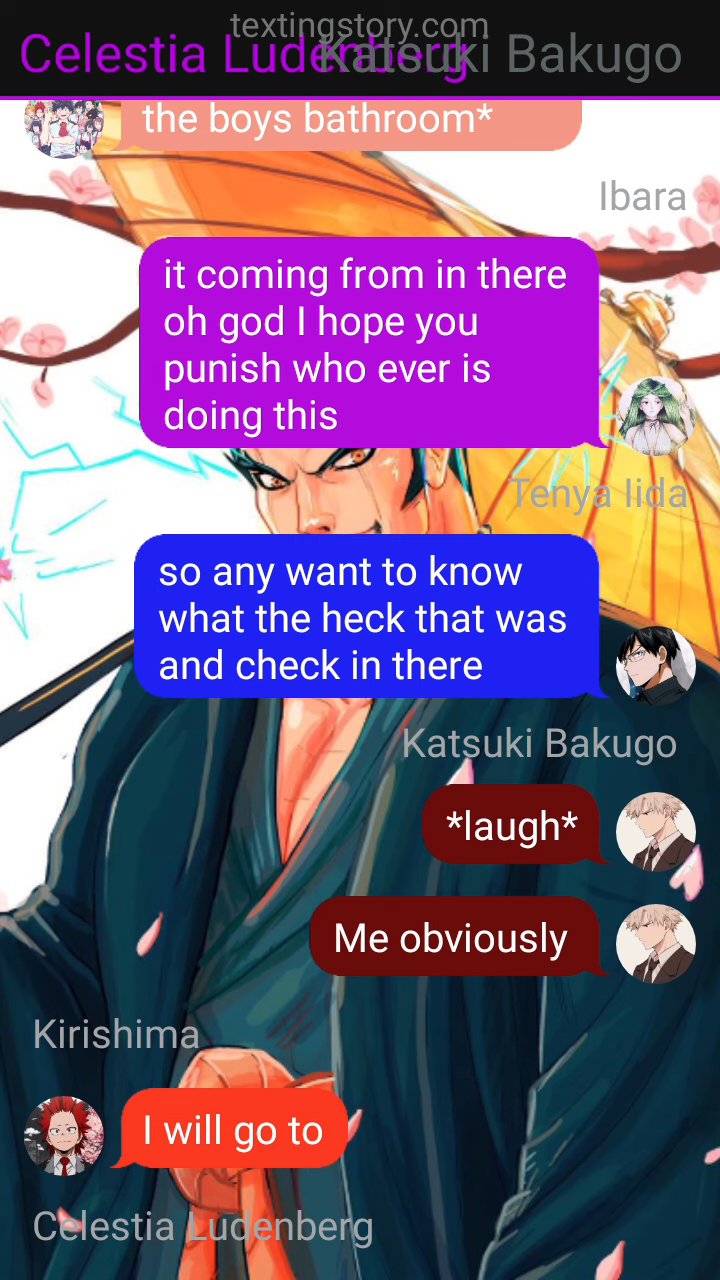 textingstory.com
Celestia Ludenberg Katsuki Bakugo
the boys bathroom*
Ibara
it coming from in there
oh god I hope you
punish who ever is
doing this
Tenya Iida
so any want to know
what the heck that was
and check in there
Katsuki Bakugo
*laugh*
Me obviously
Kirishima
I will go to
Celestia Ludenberg